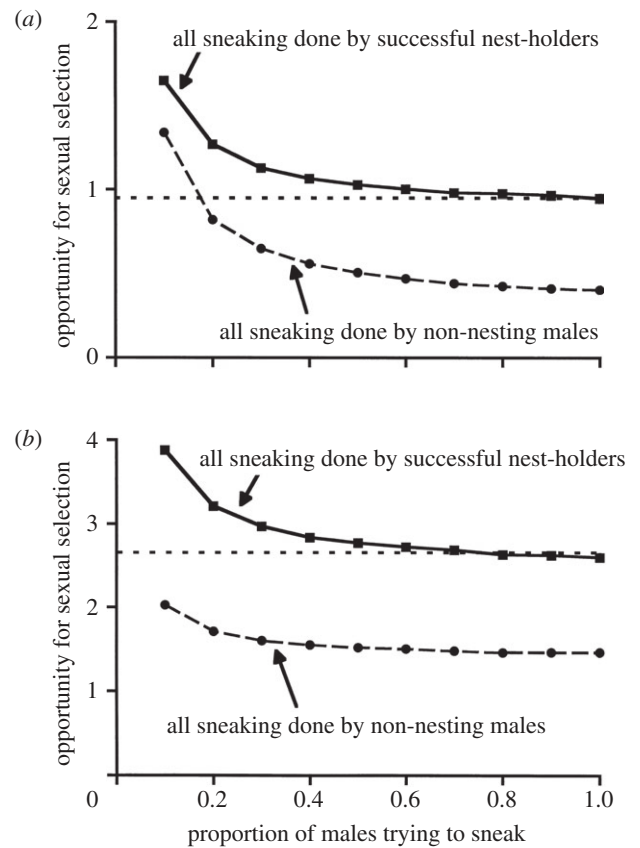 (a)
2
all sneaking done by successful nest-holders
opportunity for sexual selection
1
all sneaking done by non-nesting males
0
(b)
4
all sneaking done by successful nest-holders
opportunity for sexual selection
3
2
1
all sneaking done by non-nesting males
0 0.2 0.4 0.6 0.8 1.0
proportion of males trying to sneak